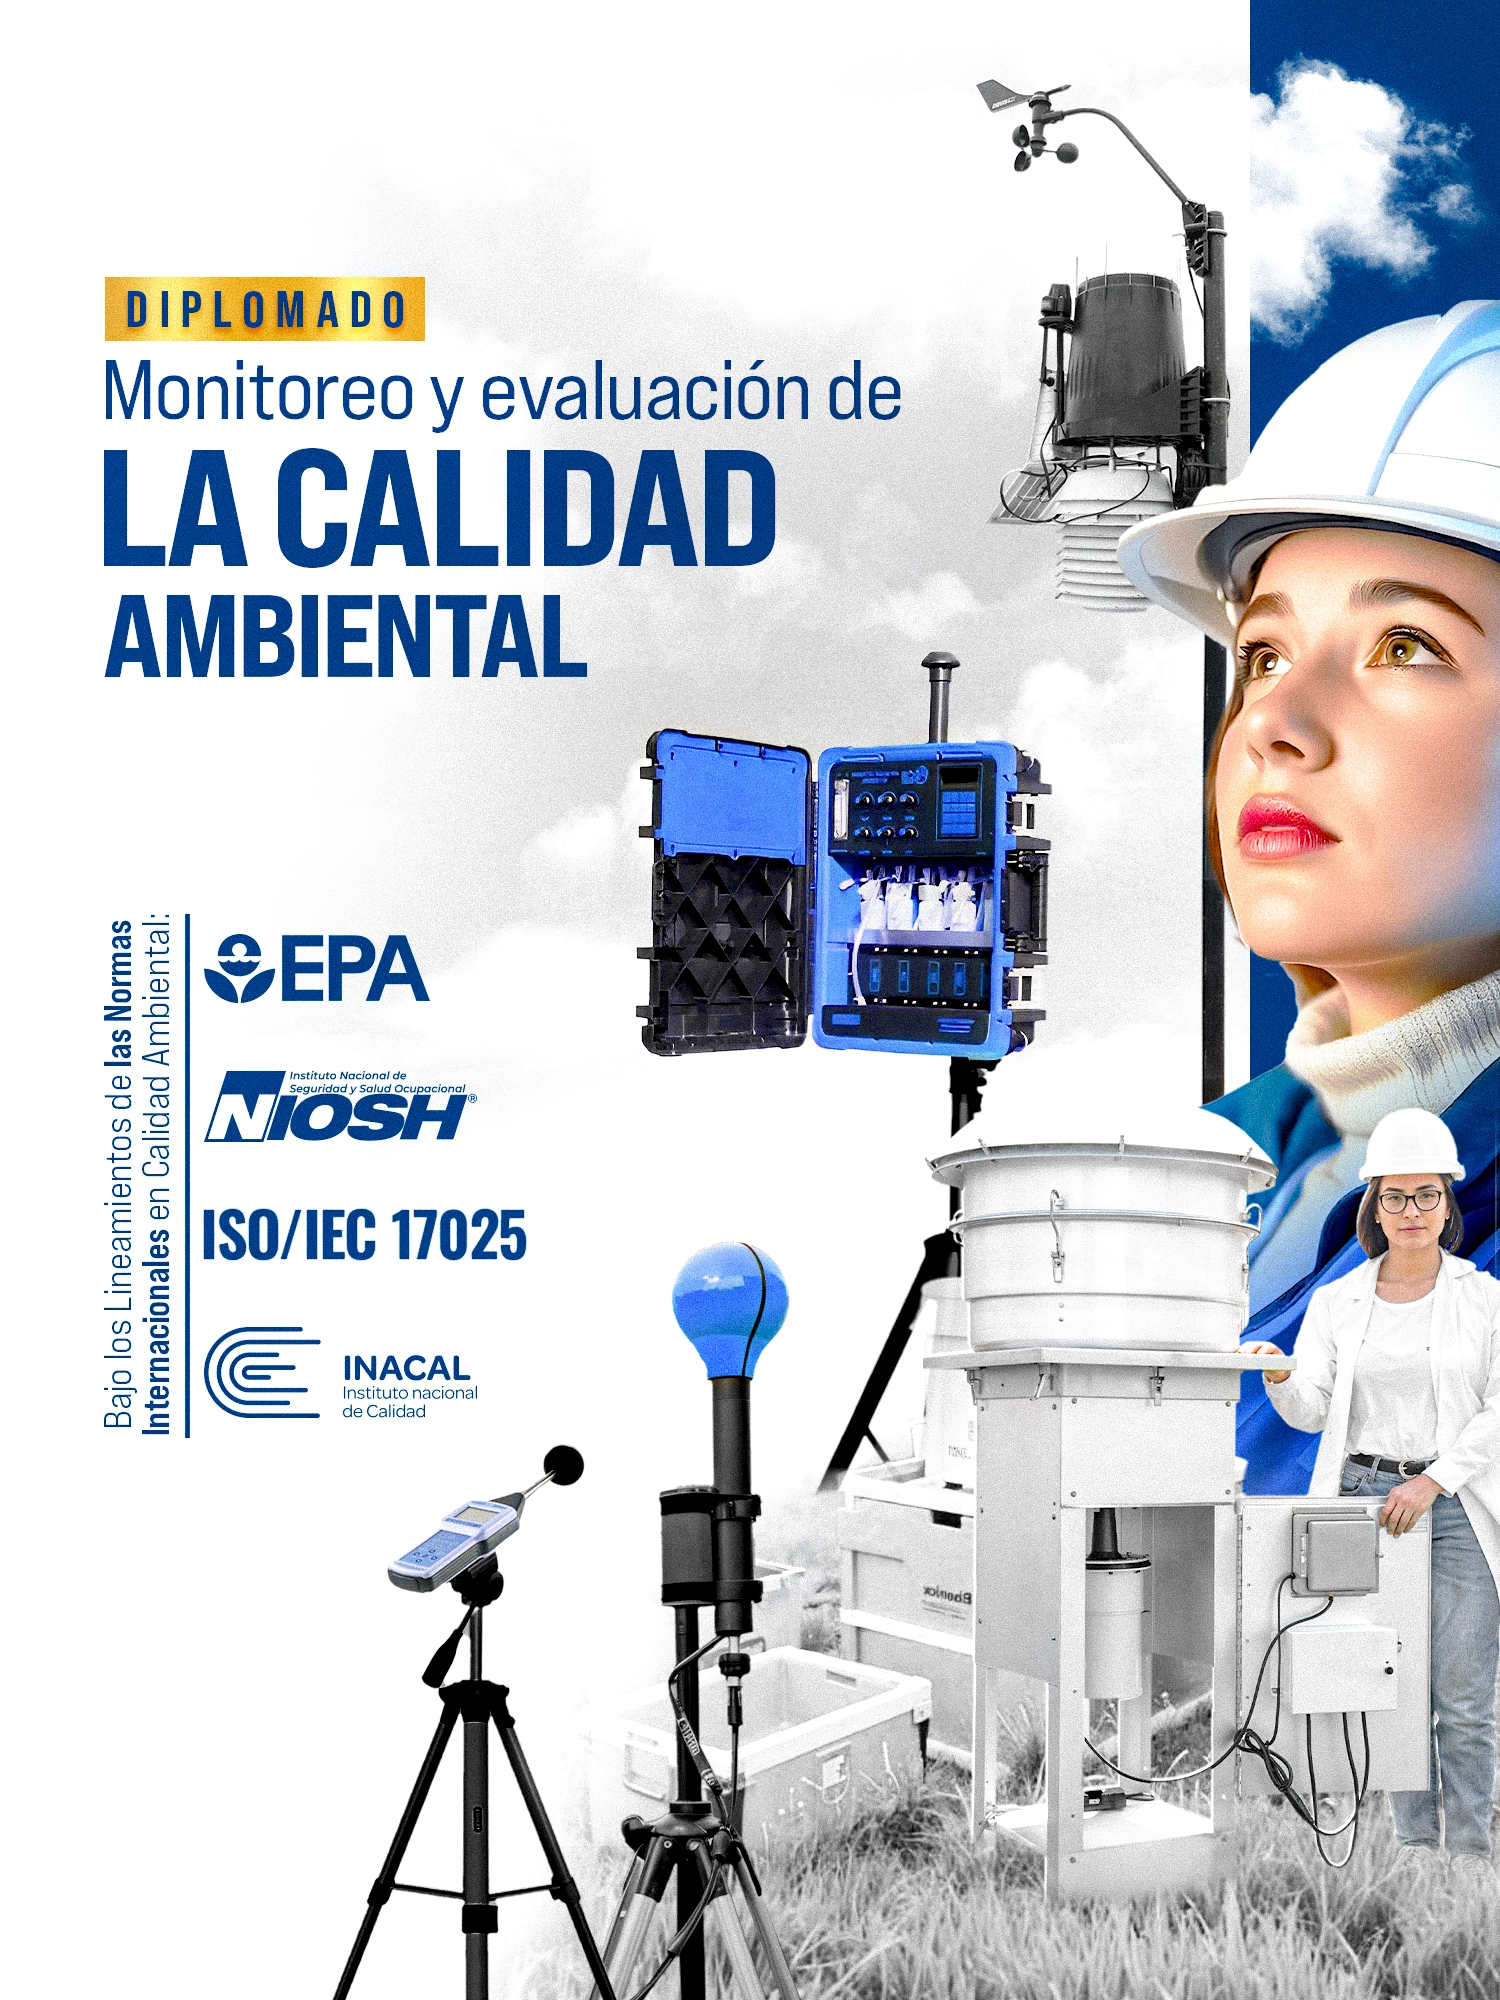 DIPLOMADO
Monitoreo y evaluación de
LA CALIDAD
AMBIENTAL
Bajo los Lineamientos de las Normas
Internacionales en Calidad Ambiental:
EPA
Instituto Nacional de
Seguridad y Salud Ocupacional
NIOSH®
ISO/IEC 17025
INACAL
Instituto nacional
de Calidad